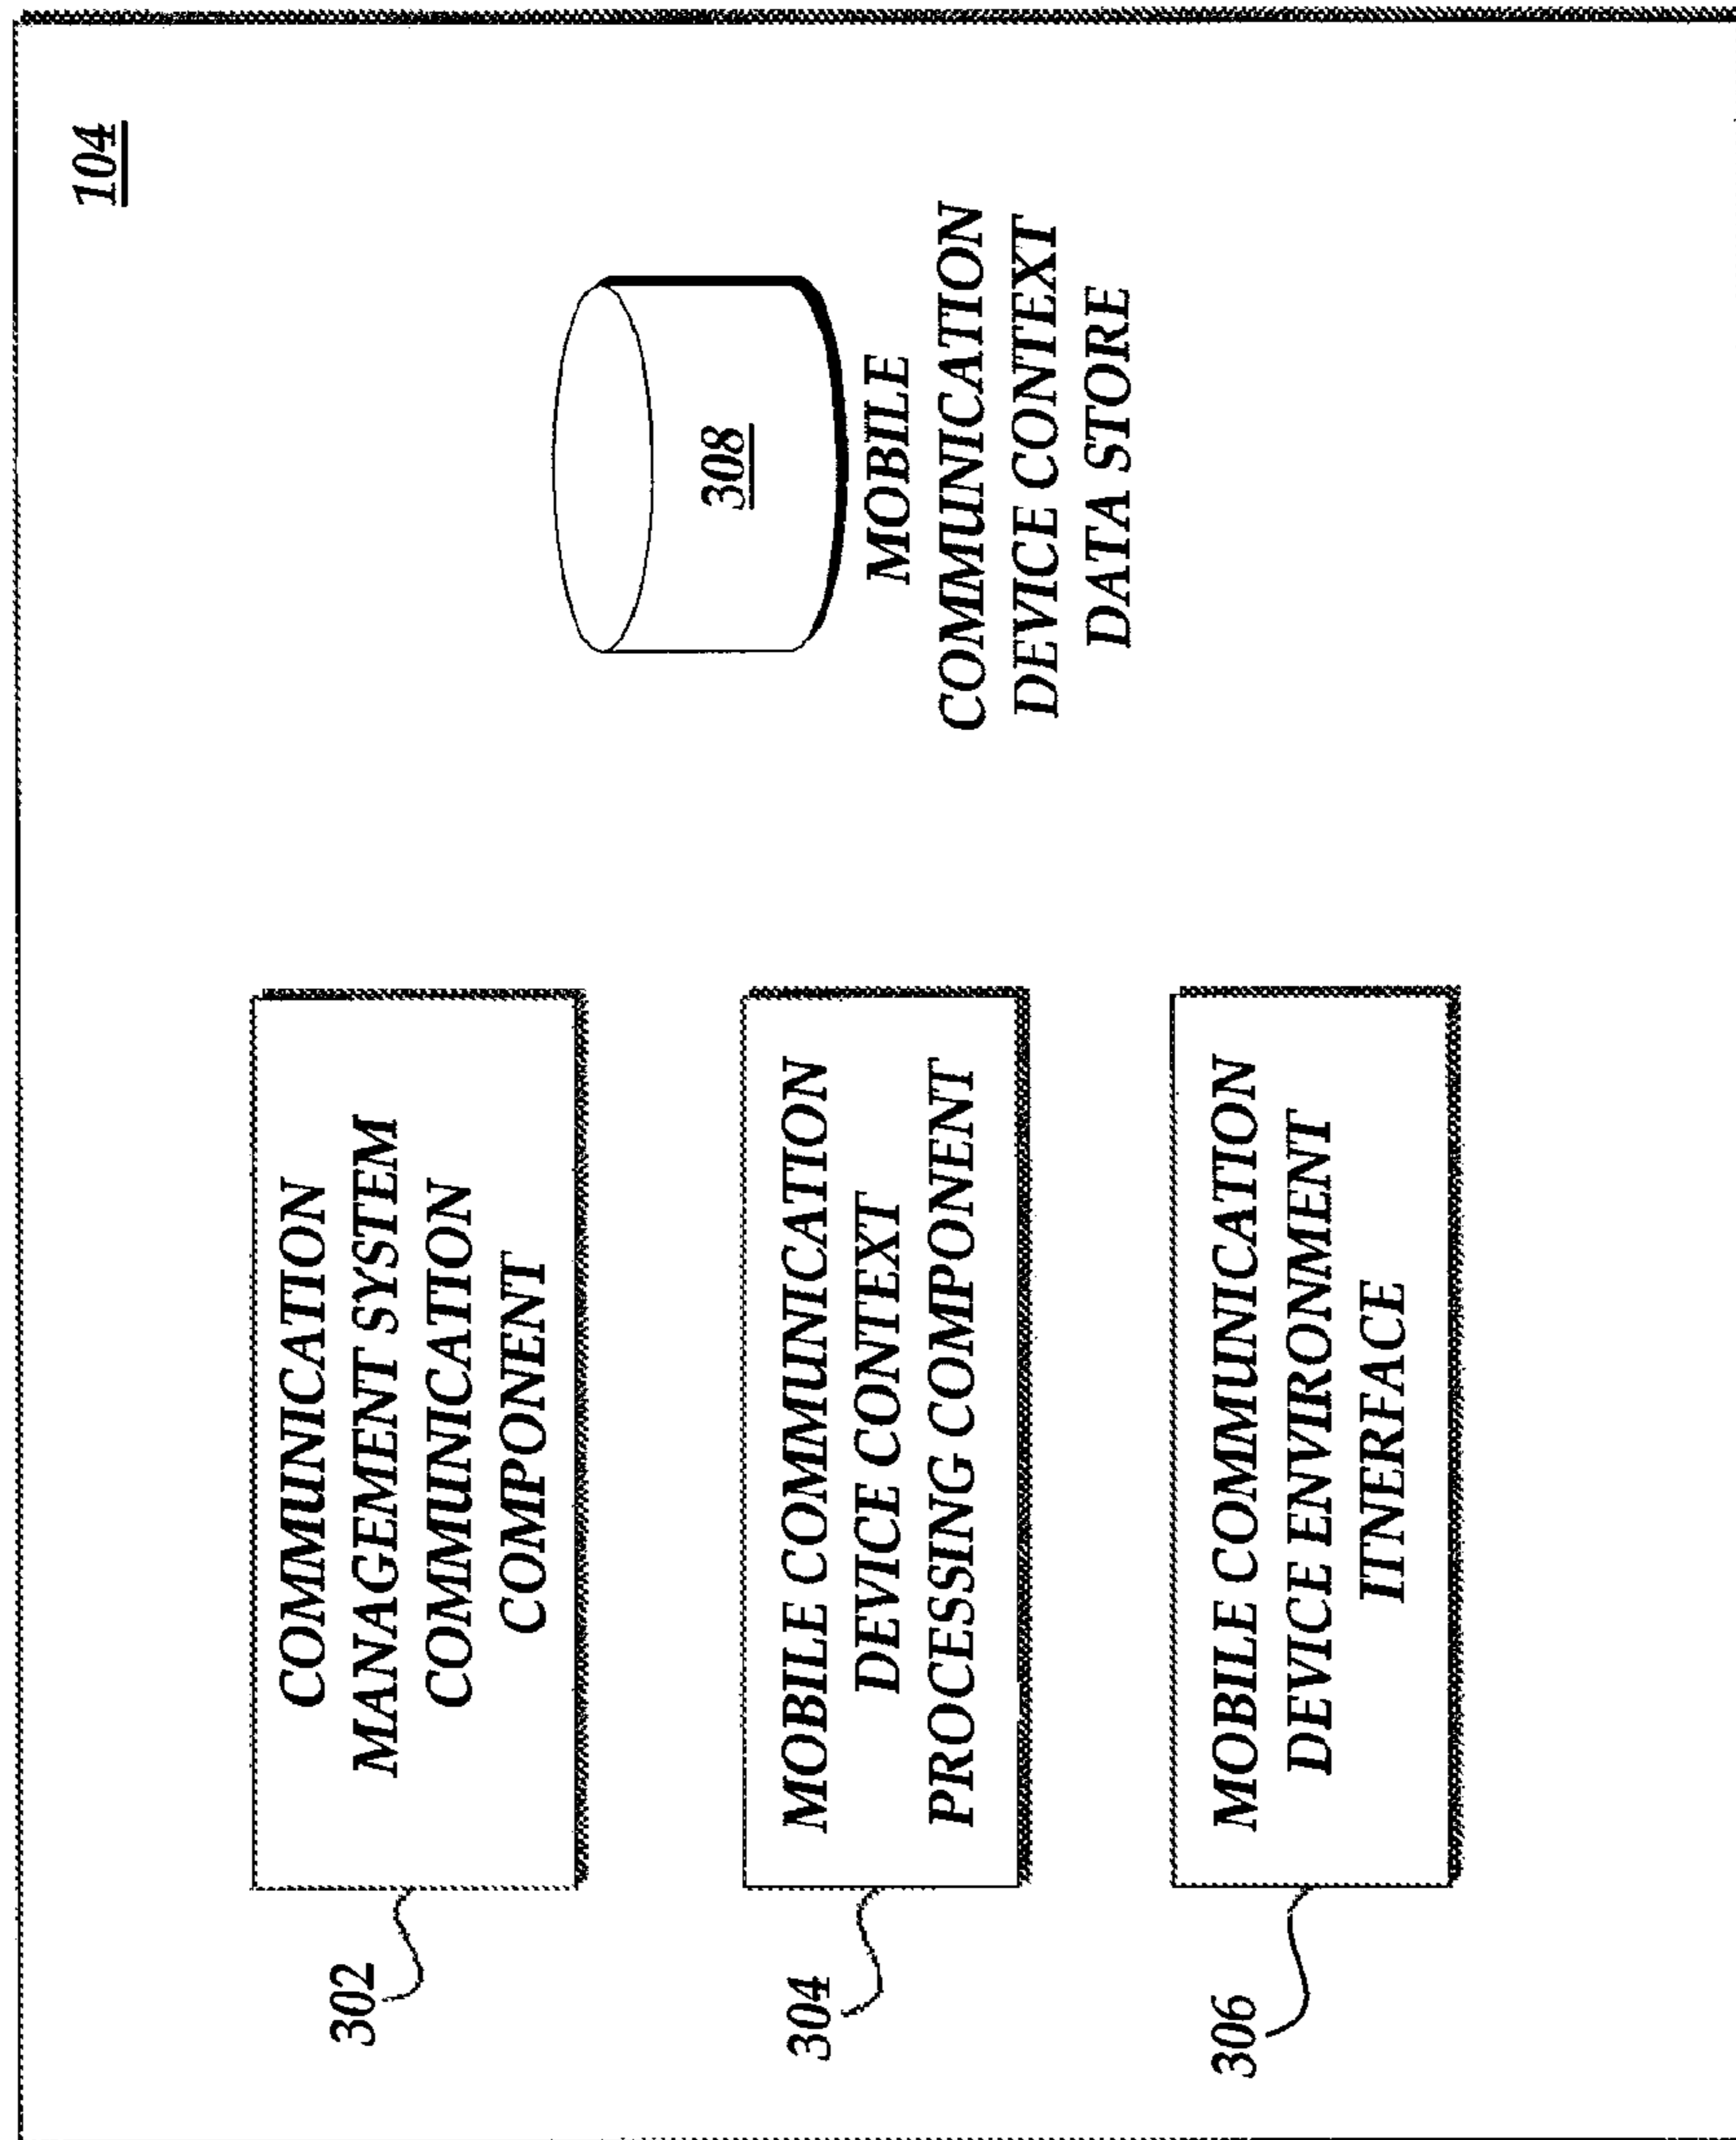 104
302
COMMUNICATION
MANAGEMENT SYSTEM
COMMUNICATION
COMPONENT
304
MOBILE COMMUNICATION
DEVICE CONTEXT
PROCESSING COMPONENT
306
MOBILE COMMUNICATION
DEVICE ENVIRONMENT
ITNERFACE
308
MOBILE
COMMUNICATION
DEVICE CONTEXT
DATA STORE